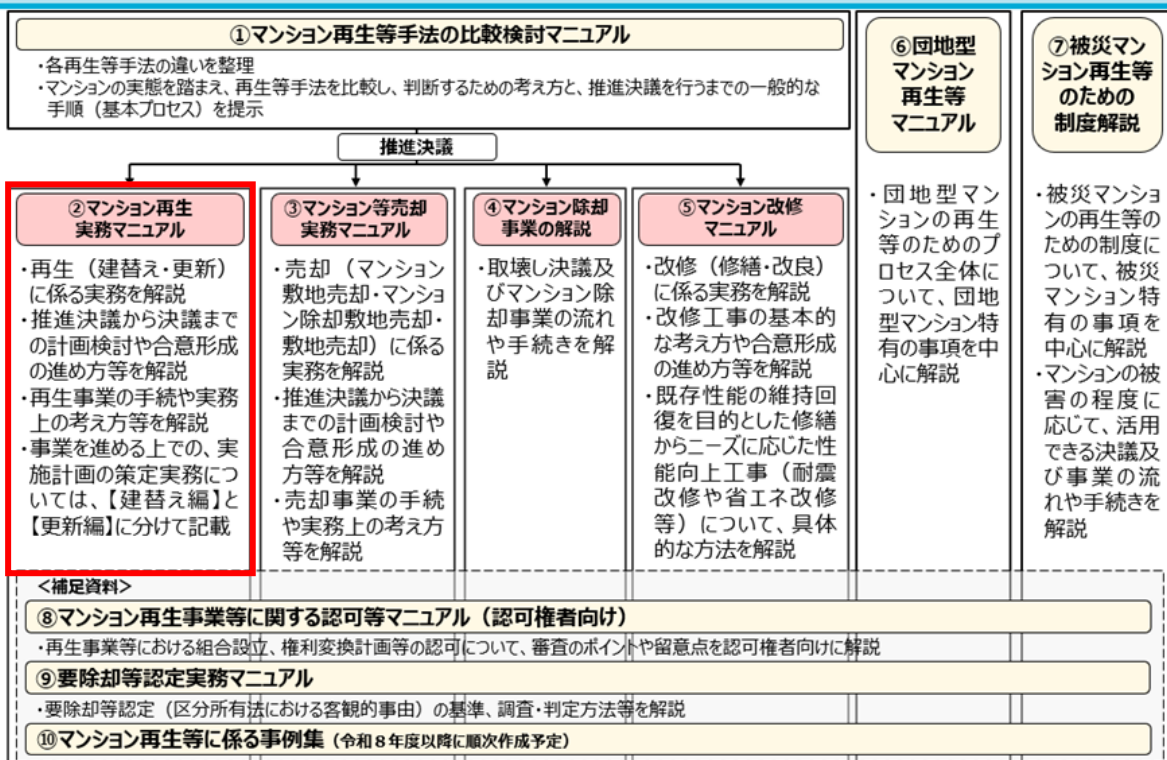 ①マンション再生等手法の比較検討マニュアル
・各再生等手法の違いを整理
・マンションの実態を踏まえ、再生等手法を比較し、判断するための考え方と、推進決議を行うまでの一般的な
手順（基本プロセス）を提示
推進決議
②マンション再生
実務マニュアル
・再生（建替え・更新）
に係る実務を解説
・推進決議から決議まで
の計画検討や合意形成
の進め方等を解説
・再生事業の手続や実務
上の考え方等を解説
・事業を進める上での、実
施計画の策定実務につ
いては、【建替え編】と
【更新編】に分けて記載
③マンション等売却
実務マニュアル
・売却（マンション
敷地売却・マンショ
ン除却敷地売却・
敷地売却）に係る
実務を解説
・推進決議から決議
までの計画検討や
合意形成の進め
方等を解説
・売却事業の手続
や実務上の考え方
等を解説
④マンション除却
事業の解説
・取壊し決議及
びマンション除
却事業の流れ
や手続きを解
説
⑤マンション改修
マニュアル
・改修（修繕・改良）
に係る実務を解説
・改修工事の基本的
な考え方や合意形成
の進め方等を解説
・既存性能の維持回
復を目的とした修繕
からニーズに応じた性
能向上工事（耐震
改修や省エネ改修
等）について、具体
的な方法を解説
⑥団地型
マンション
再生等
マニュアル
・団地型マン
ションの再生
等のためのプ
ロセス全体に
ついて、団地
型マンション特
有の事項を中
心に解説
⑦被災マン
ション再生等
のための
制度解説
・被災マンショ
ンの再生等の
ための制度に
ついて、被災
マンション特
有の事項を
中心に解説
・マンションの被
害の程度に
応じて、活用
できる決議及
び事業の流
れや手続きを
解説
＜補足資料＞
⑧マンション再生事業等に関する認可等マニュアル（認可権者向け）
・再生事業等における組合設立、権利変換計画等の認可について、審査のポイントや留意点を認可権者向けに解説
⑨要除却等認定実務マニュアル
・要除却等認定（区分所有法における客観的事由）の基準、調査・判定方法等を解説
⑩マンション再生等に係る事例集（令和８年度以降に順次作成予定）